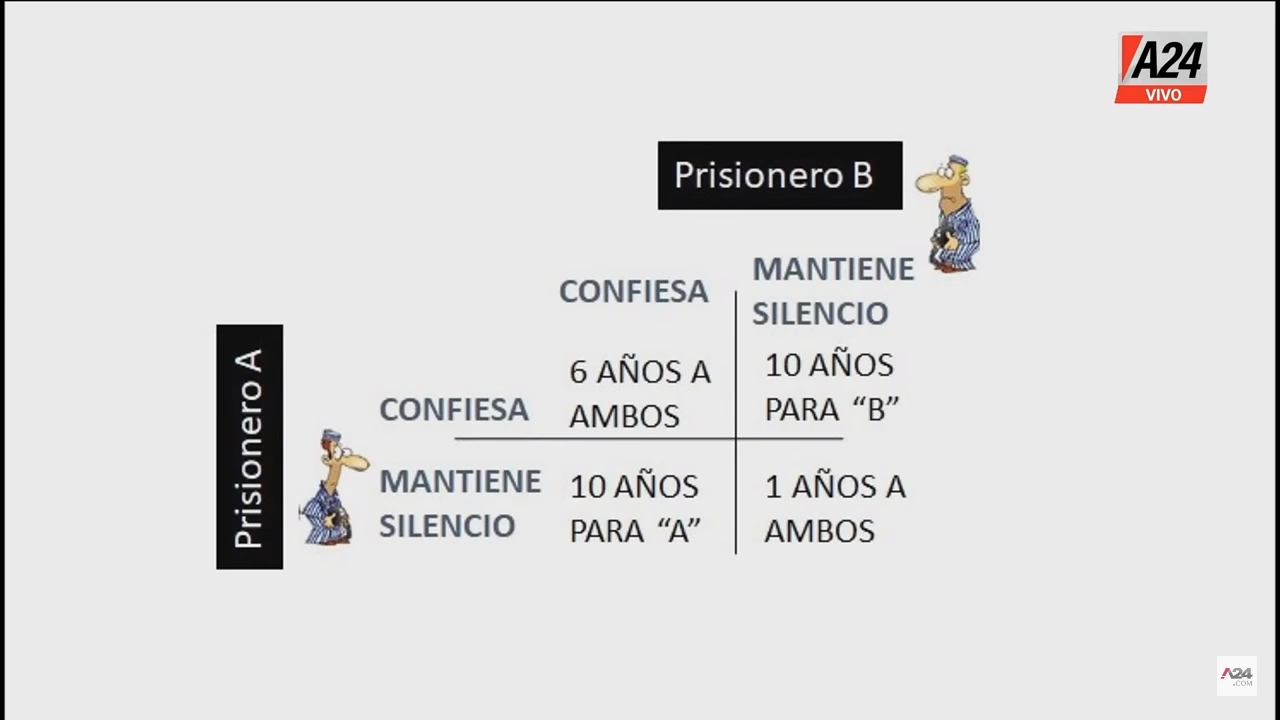 A24
VIVO
Prisionero B
CONFIESA
MANTIENE
SILENCIO
Prisionero A
CONFIESA
6 AÑOS A
AMBOS
10 AÑOS
PARA “B”
MANTIENE
SILENCIO
10 AÑOS
PARA “A”
1 AÑOS A
AMBOS
A24
.COM